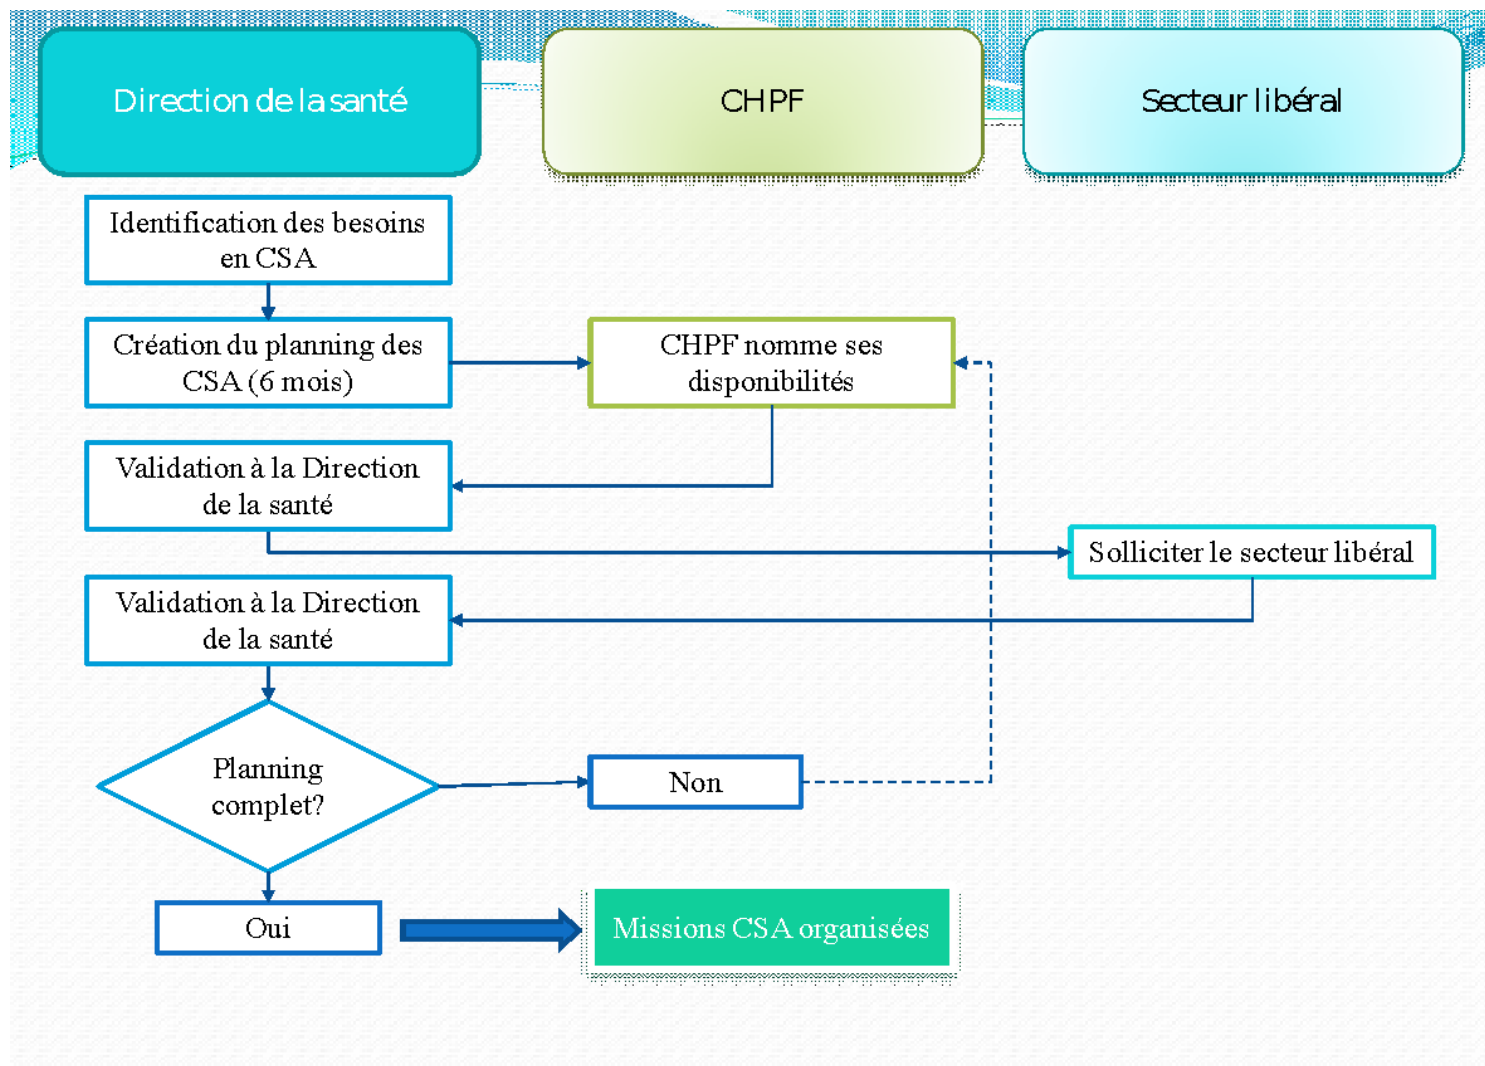 Direction de la santé
CHPF
Secteur libéral
Identification des besoins
en CSA
Création du planning des
CSA (6 mois)
CHPF nomme ses
disponibilités
Validation à la Direction
de la santé
Solliciter le secteur libéral
Validation à la Direction
de la santé
Planning
complet?
Non
Oui
Missions CSA organisées